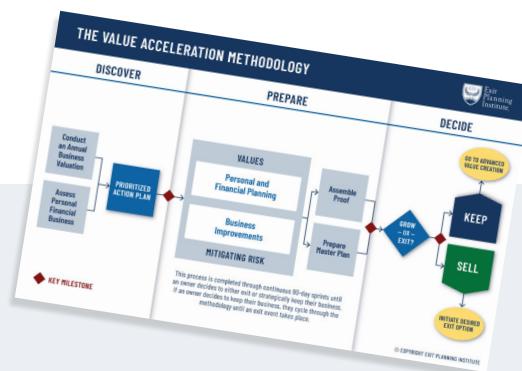 THE VALUE ACCELERATION METHODOLOGY
Exit
Planning
Institute.
DISCOVER
PREPARE
DECIDE
Conduct
an Annual
Business
Valuation
Assess
Personal
Financial
Business
PRIORITIZED
ACTION PLAN
VALUES
Personal and
Financial Planning
Business
Improvements
MITIGATING RISK
Assemble
Proof
Prepare
Master Plan
GROW
– OR –
EXIT?
GO TO ADVANCED
VALUE CREATION
KEEP
SELL
INITIATE DESIRED
EXIT OPTION
KEY MILESTONE
This process is completed through continuous 90-day sprints until
an owner decides to either exit or strategically keep their business.
If an owner decides to keep their business, they cycle through the
methodology until an exit event takes place.
© COPYRIGHT EXIT PLANNING INSTITUTE